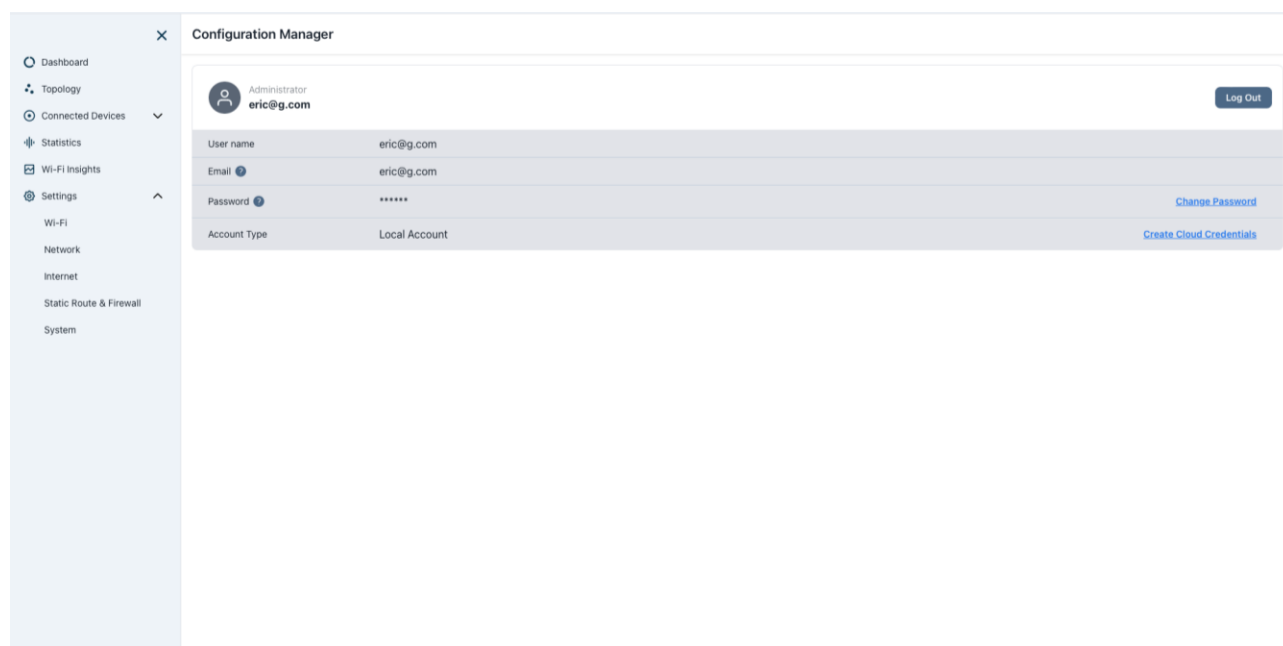 Configuration Manager
Dashboard
Topology
Connected Devices
Statistics
Wi-Fi Insights
Settings
Wi-Fi
Network
Internet
Static Route & Firewall
System
Administrator
eric@g.com
Log Out
User name eric@g.com
Email ? eric@g.com
Password ? ****** Change Password
Account Type Local Account Create Cloud Credentials